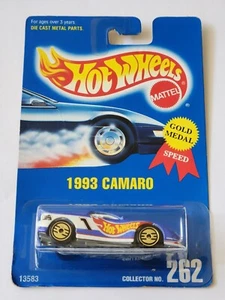 For ages over 3 years
DIE CAST METAL PARTS
Hot Wheels
MATTEL
GOLD
MEDAL
SPEED
1993 CAMARO
Hot Wheels
13583
COLLECTOR NO.
262